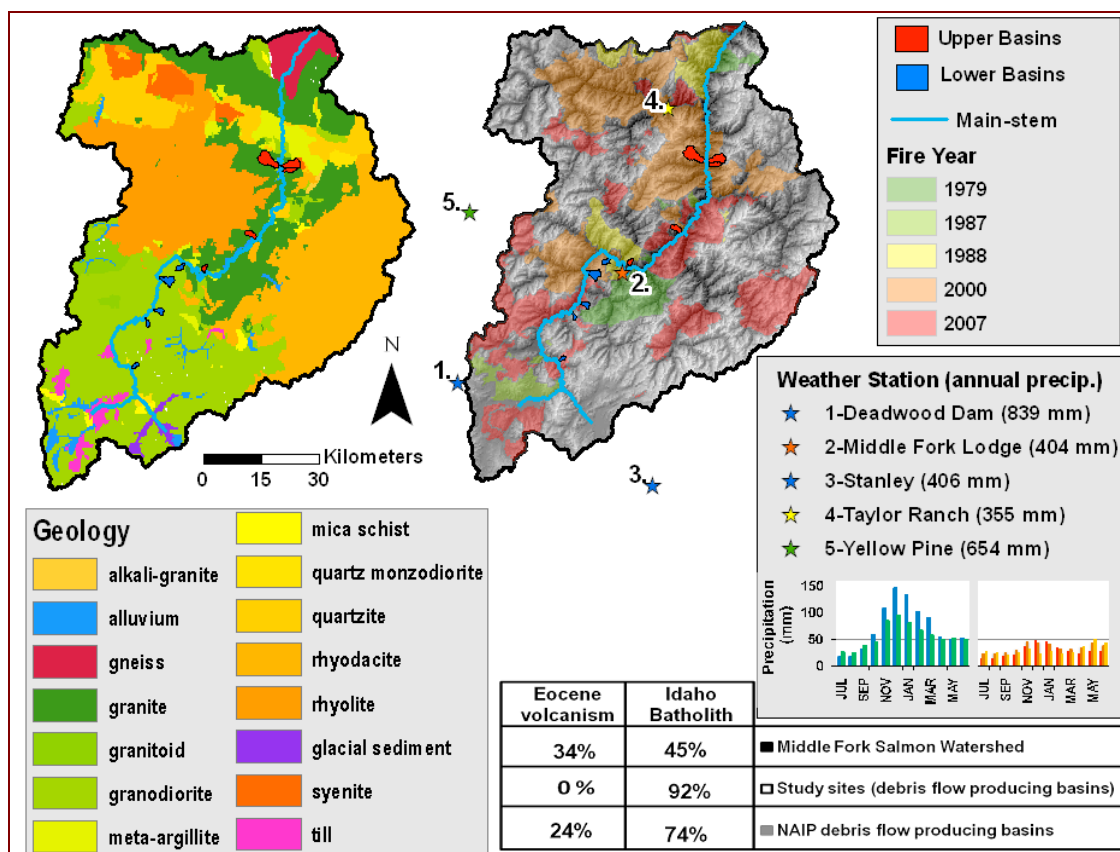 Upper Basins
Lower Basins
Main-stem
Fire Year
1979
1987
1988
2000
2007
4.
5.
2.
1.
3.
N
Kilometers
0 15 30
Weather Station (annual precip.)
1-Deadwood Dam (839 mm)
2-Middle Fork Lodge (404 mm)
3-Stanley (406 mm)
4-Taylor Ranch (355 mm)
5-Yellow Pine (654 mm)
Precipitation
(mm)
150
100
50
0
JUL
SEP
NOV
JAN
MAR
MAY
JUL
SEP
NOV
JAN
MAR
MAY
Geology
alkali-granite
alluvium
gneiss
granite
granitoid
granodiorite
meta-argillite
mica schist
quartz monzodiorite
quartzite
rhyodacite
rhyolite
glacial sediment
syenite
till
Eocene volcanism
Idaho Batholith
34% 45% Middle Fork Salmon Watershed
0 % 92% Study sites (debris flow producing basins)
24% 74% NAIP debris flow producing basins